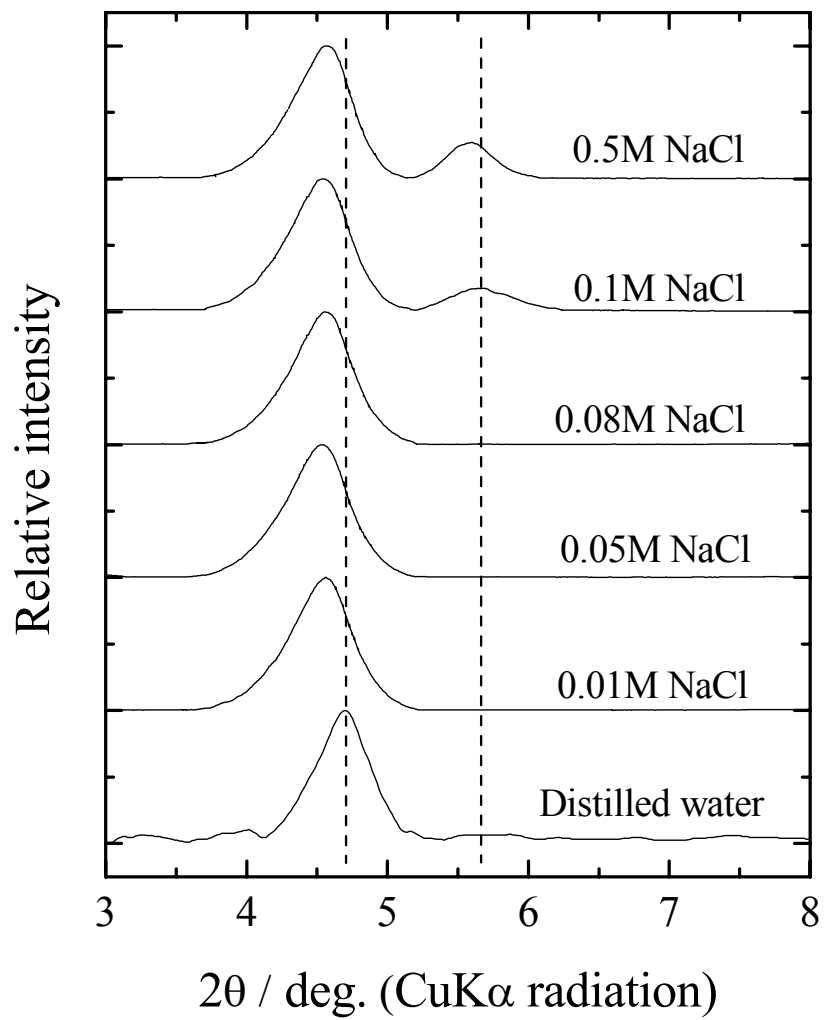 0.5M NaCl
0.1M NaCl
0.08M NaCl
0.05M NaCl
0.01M NaCl
Distilled water
Relative intensity
3 4 5 6 7 8
2θ / deg. (CuKα radiation)